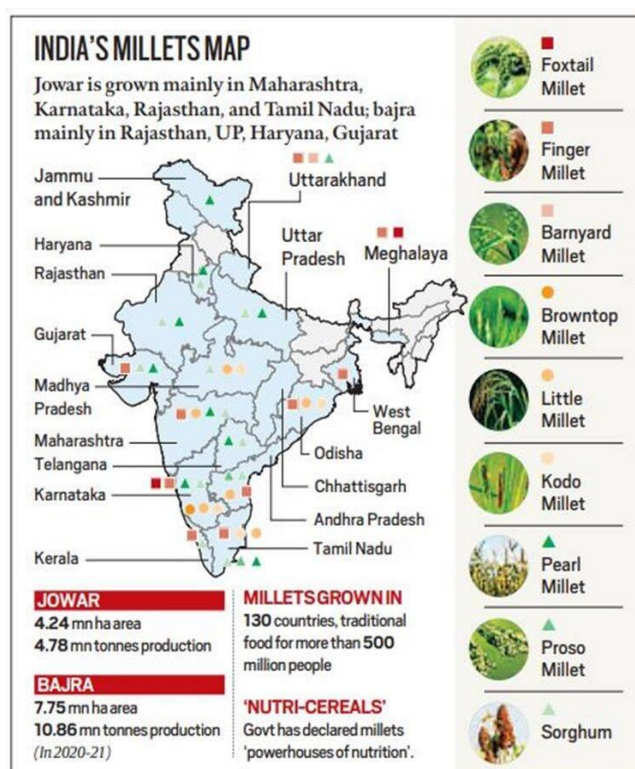 INDIA'S MILLETS MAP
Jowar is grown mainly in Maharashtra,
Karnataka, Rajasthan, and Tamil Nadu; bajra
mainly in Rajasthan, UP, Haryana, Gujarat
Jammu
and Kashmir
Uttarakhand
Haryana
Uttar
Pradesh
Meghalaya
Rajasthan
Gujarat
Madhya
Pradesh
West
Bengal
Maharashtra
Odisha
Telangana
Chhattisgarh
Karnataka
Andhra Pradesh
Tamil Nadu
Kerala
JOWAR
4.24 mn ha area
4.78 mn tonnes production
BAJRA
7.75 mn ha area
10.86 mn tonnes production
(In 2020-21)
MILLETS GROWN IN
130 countries, traditional
food for more than 500
million people
'NUTRI-CEREALS'
Govt has declared millets
'powerhouses of nutrition'.
Foxtail
Millet
Finger
Millet
Barnyard
Millet
Browntop
Millet
Little
Millet
Kodo
Millet
Pearl
Millet
Proso
Millet
Sorghum